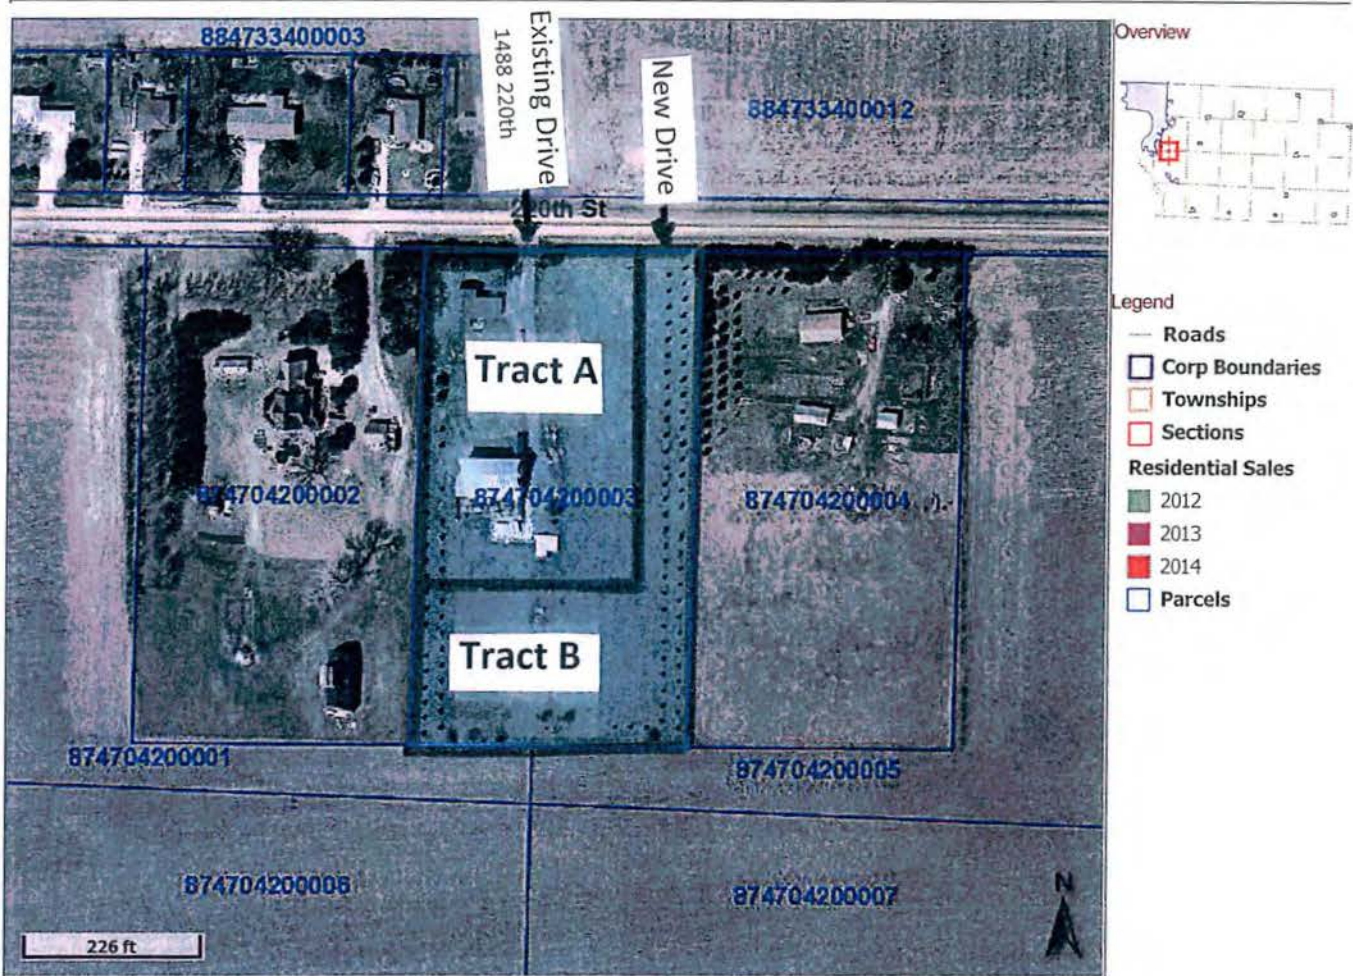 884733400003
Existing Drive
1488 220th
New Drive
884733400012
220th St
Tract A
874704200002
874704200003
874704200004
Tract B
874704200001
874704200005
874704200006
874704200007
226 ft
N
Overview
Legend
Roads
Corp Boundaries
Townships
Sections
Residential Sales
2012
2013
2014
Parcels